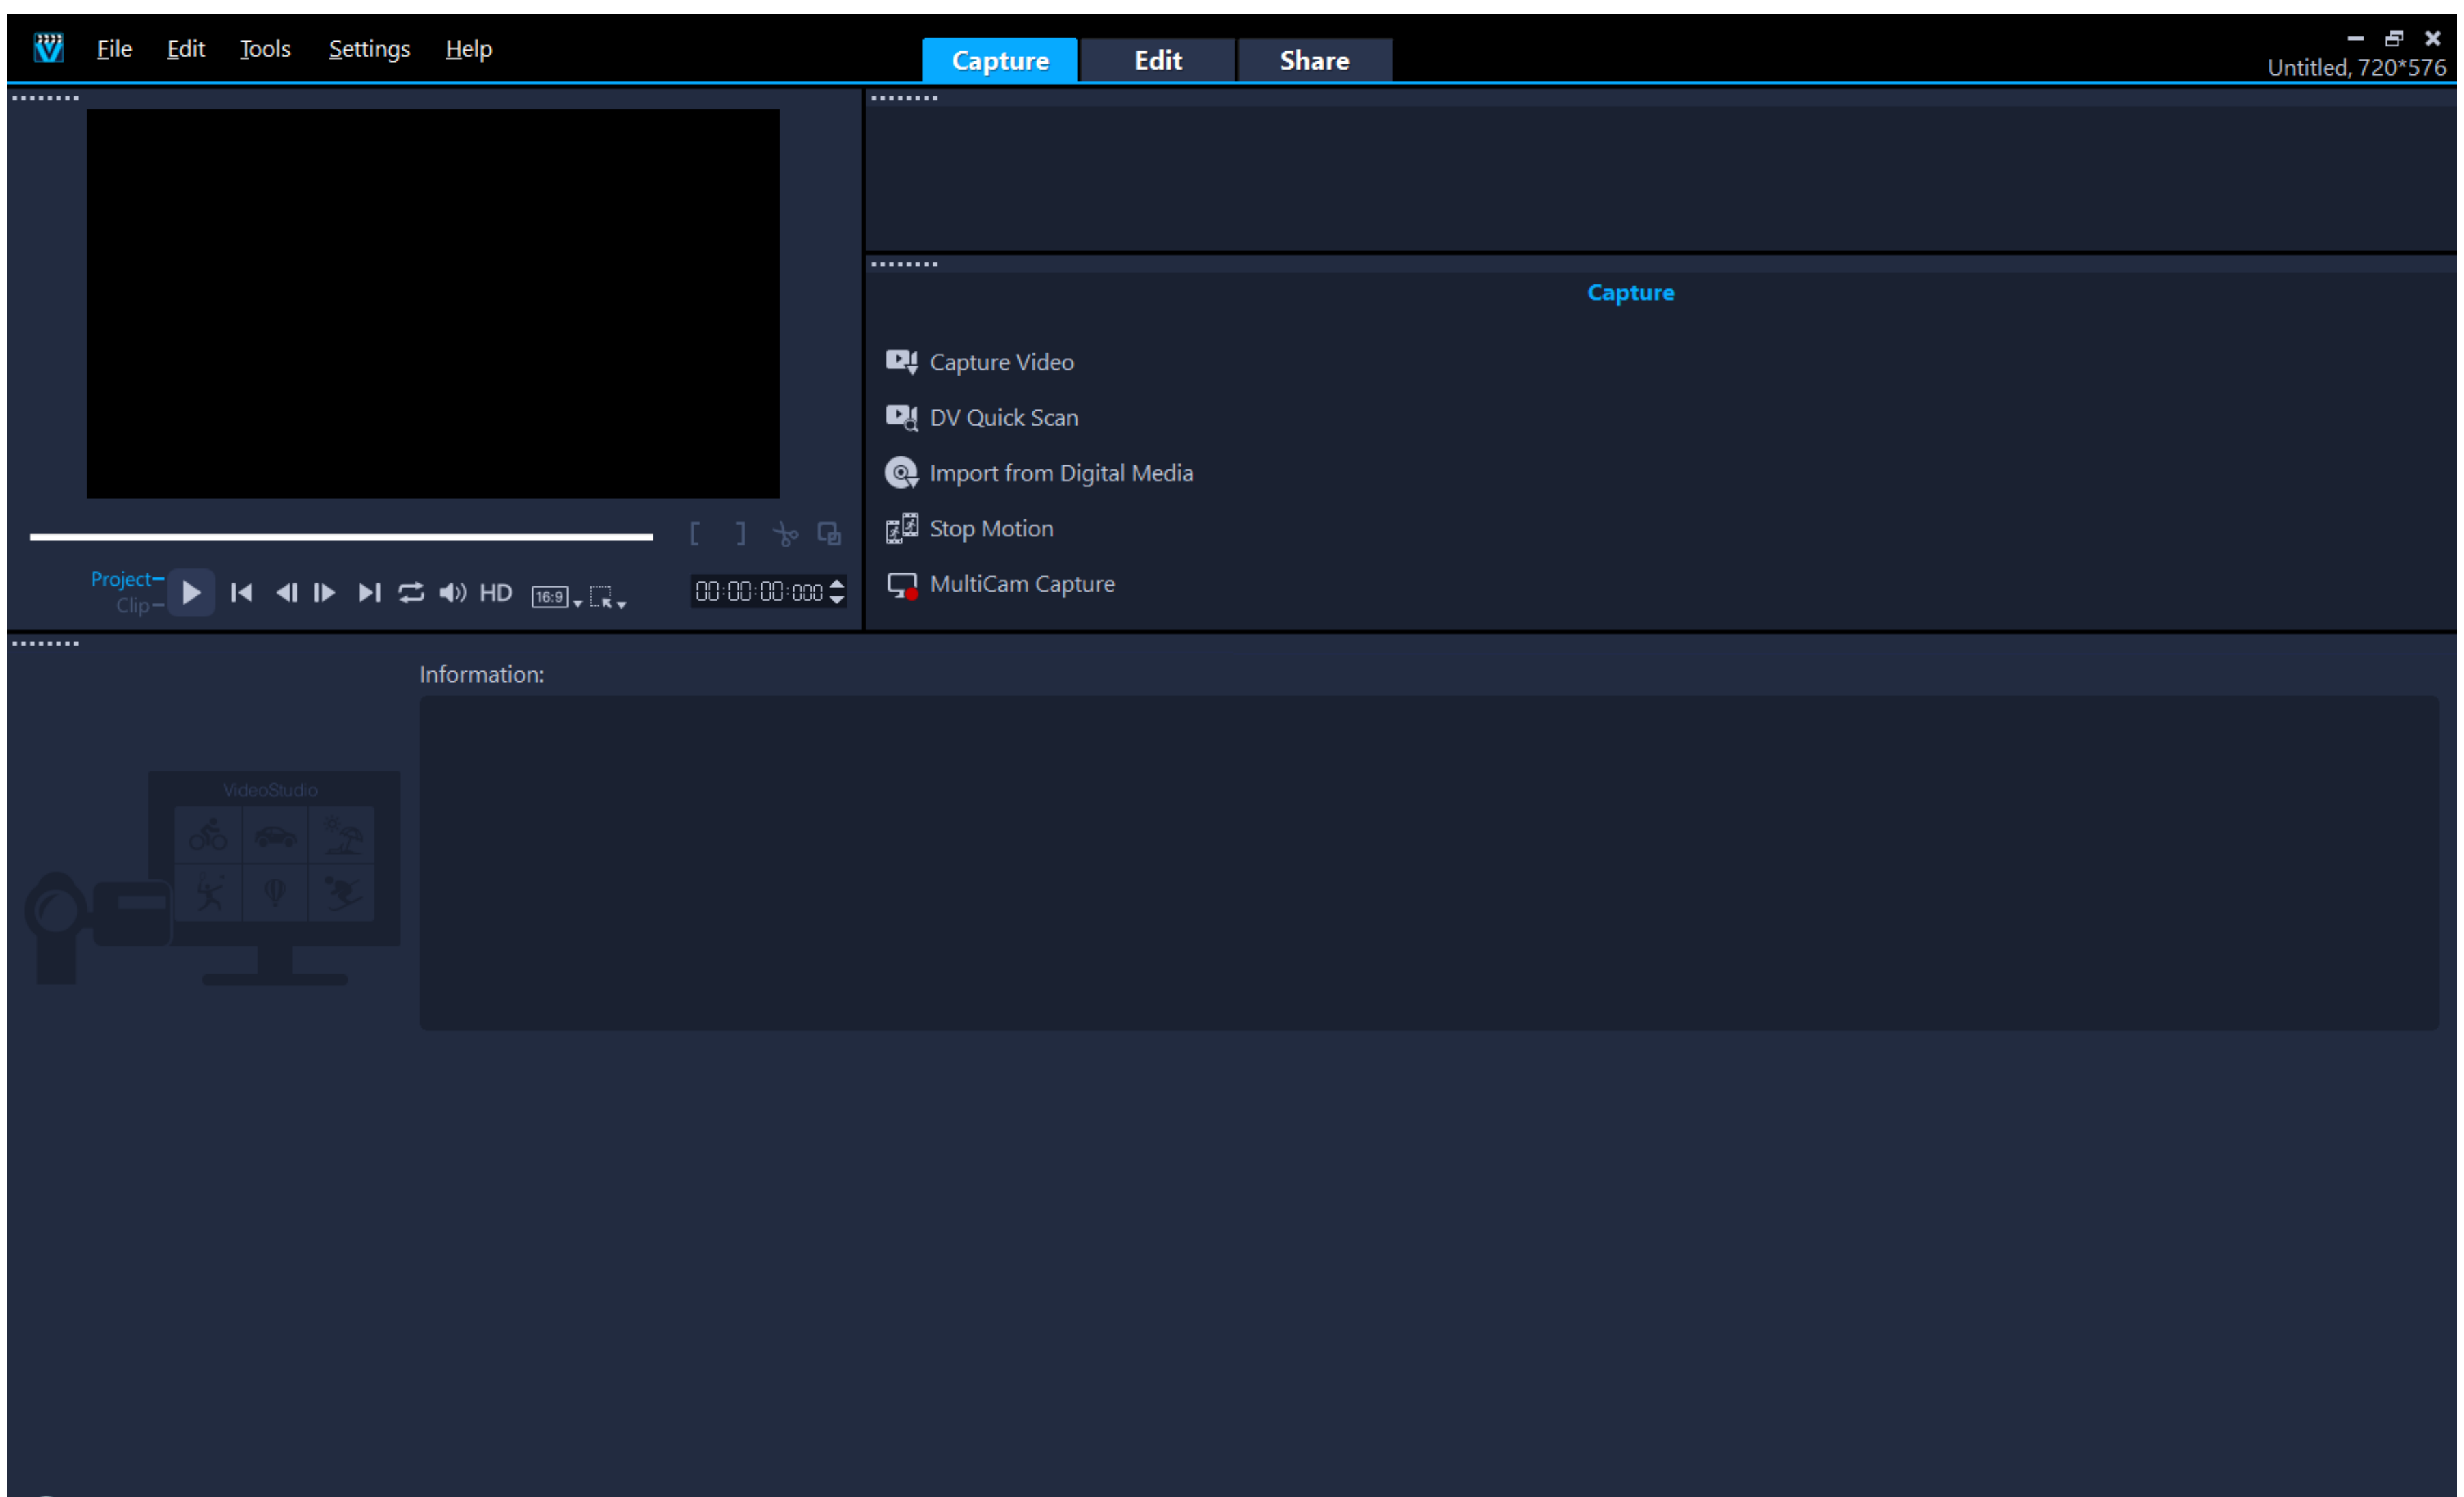 File Edit Tools Settings Help
Capture Edit Share
Untitled, 720*576
Capture
Capture Video
DV Quick Scan
Import from Digital Media
Stop Motion
MultiCam Capture
Project
Clip
HD 16:9 00:00:00:000
Information:
VideoStudio